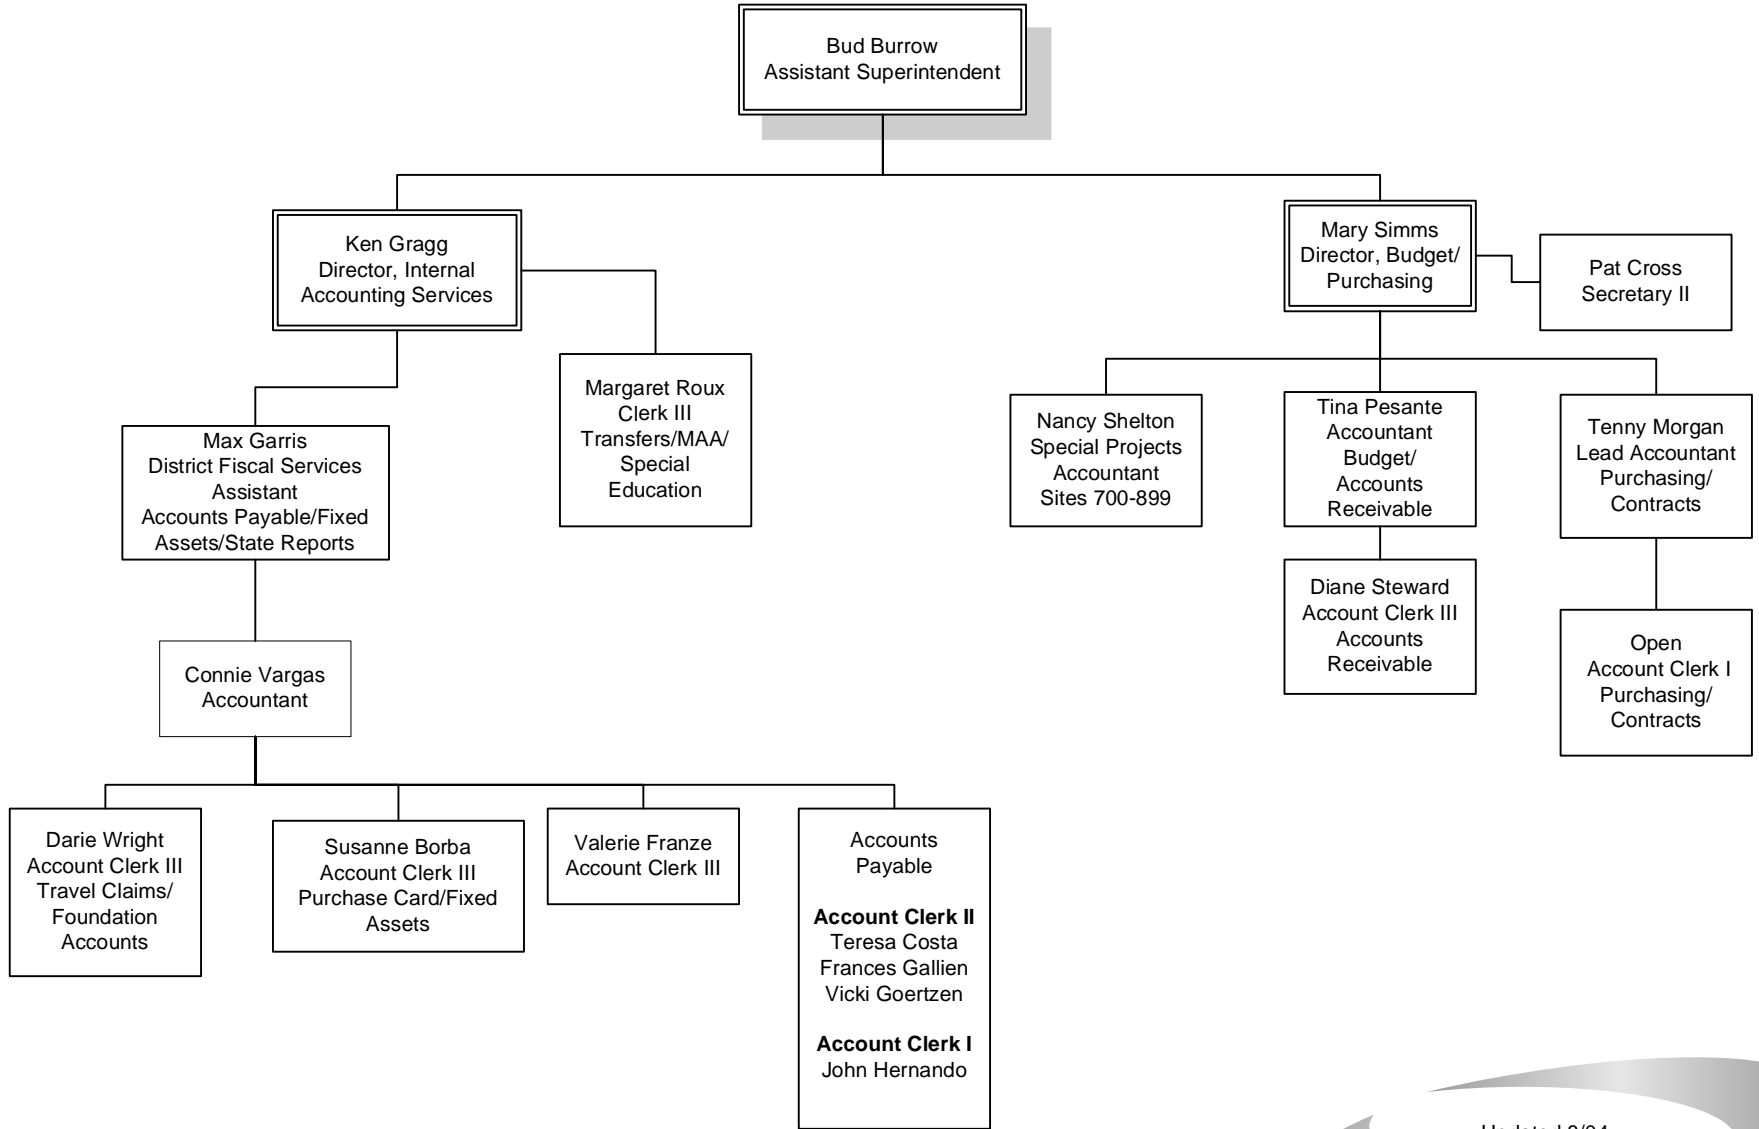 Bud Burrow
Assistant Superintendent
Ken Gragg
Director, Internal
Accounting Services
Mary Simms
Director, Budget/
Purchasing
Pat Cross
Secretary II
Margaret Roux
Clerk III
Transfers/MAA/
Special
Education
Max Garris
District Fiscal Services
Assistant
Accounts Payable/Fixed
Assets/State Reports
Nancy Shelton
Special Projects
Accountant
Sites 700-899
Tina Pesante
Accountant
Budget/
Accounts
Receivable
Tenny Morgan
Lead Accountant
Purchasing/
Contracts
Diane Steward
Account Clerk III
Accounts
Receivable
Open
Account Clerk I
Purchasing/
Contracts
Connie Vargas
Accountant
Darie Wright
Account Clerk III
Travel Claims/
Foundation
Accounts
Susanne Borba
Account Clerk III
Purchase Card/Fixed
Assets
Valerie Franze
Account Clerk III
Accounts
Payable
Account Clerk II
Teresa Costa
Frances Gallien
Vicki Goertzen
Account Clerk I
John Hernando